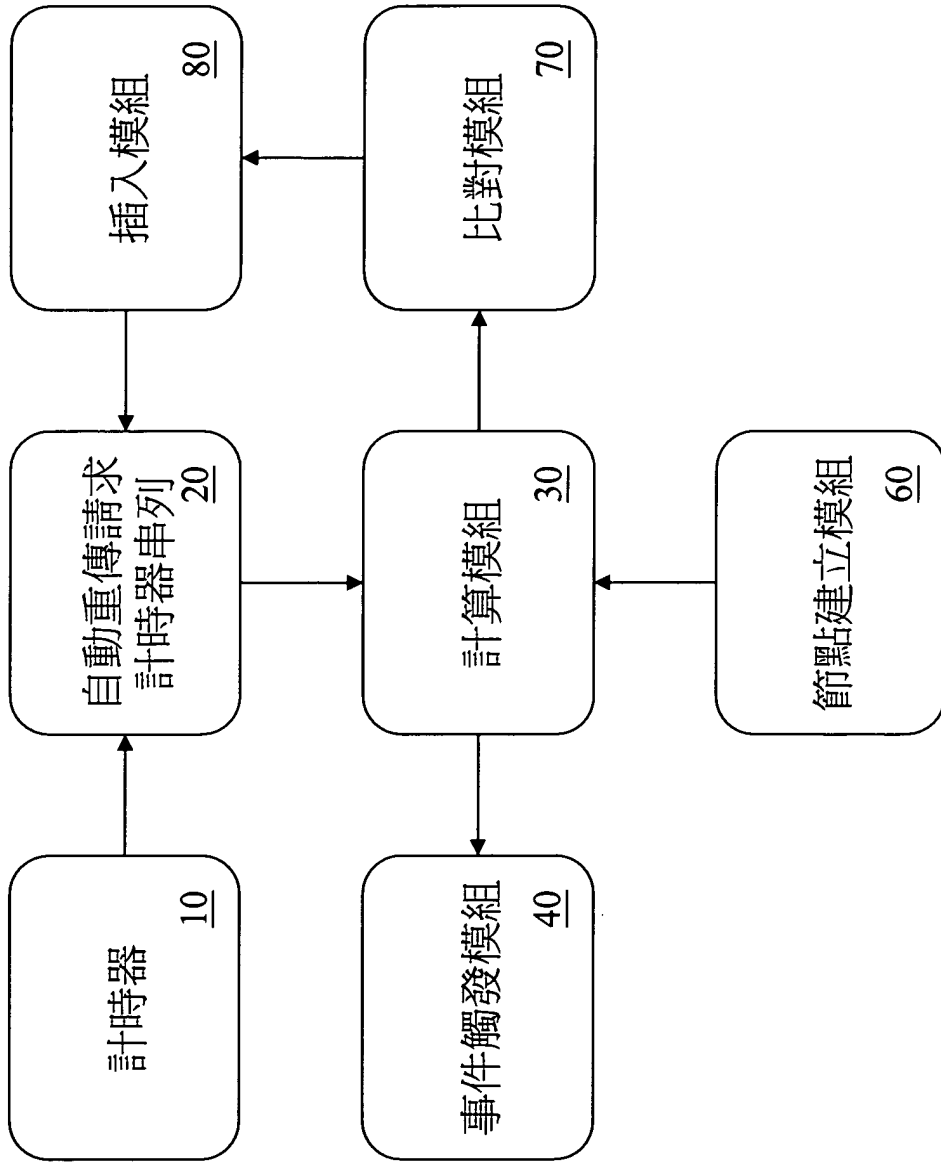 計時器
10
自動重傳請求
計時器串列
20
插入模組
80
事件觸發模組
40
計算模組
30
比對模組
70
節點建立模組
60